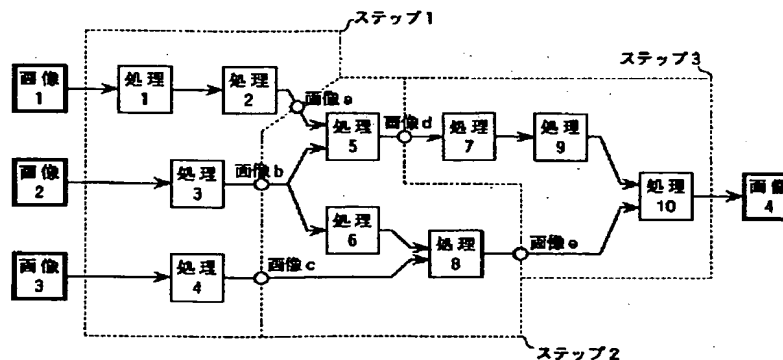 ステップ1
ステップ3
画像
1
処理
1
処理
2
画像a
処理
5
画像d
処理
7
処理
9
画像
2
処理
3
画像b
処理
10
画像
4
処理
6
処理
8
画像e
画像
3
処理
4
画像c
ステップ2